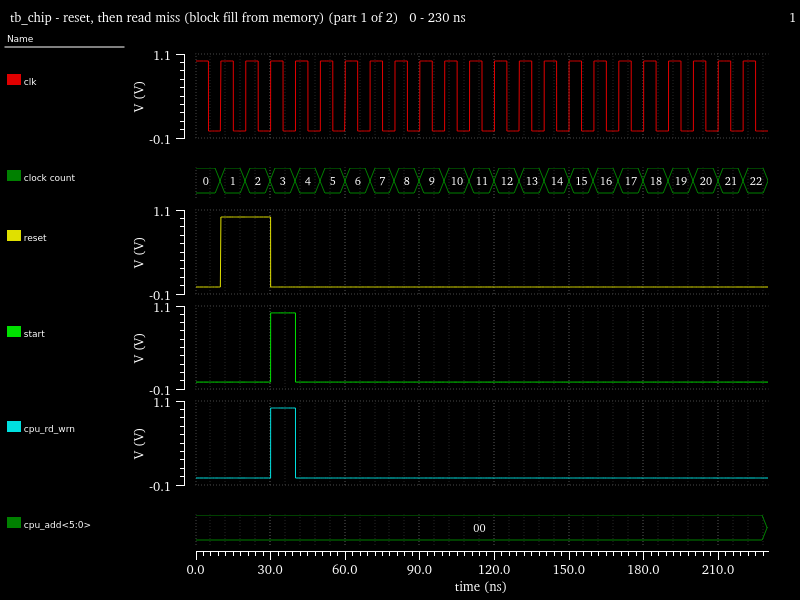 tb_chip - reset, then read miss (block fill from memory) (part 1 of 2)   0 - 230 ns
1
Name
clk
1.1
V (V)
-0.1
clock count
0 1 2 3 4 5 6 7 8 9 10 11 12 13 14 15 16 17 18 19 20 21 22
reset
1.1
V (V)
-0.1
start
1.1
V (V)
-0.1
cpu_rd_wrn
1.1
V (V)
-0.1
cpu_add<5:0>
00
0.0 30.0 60.0 90.0 120.0 150.0 180.0 210.0
time (ns)